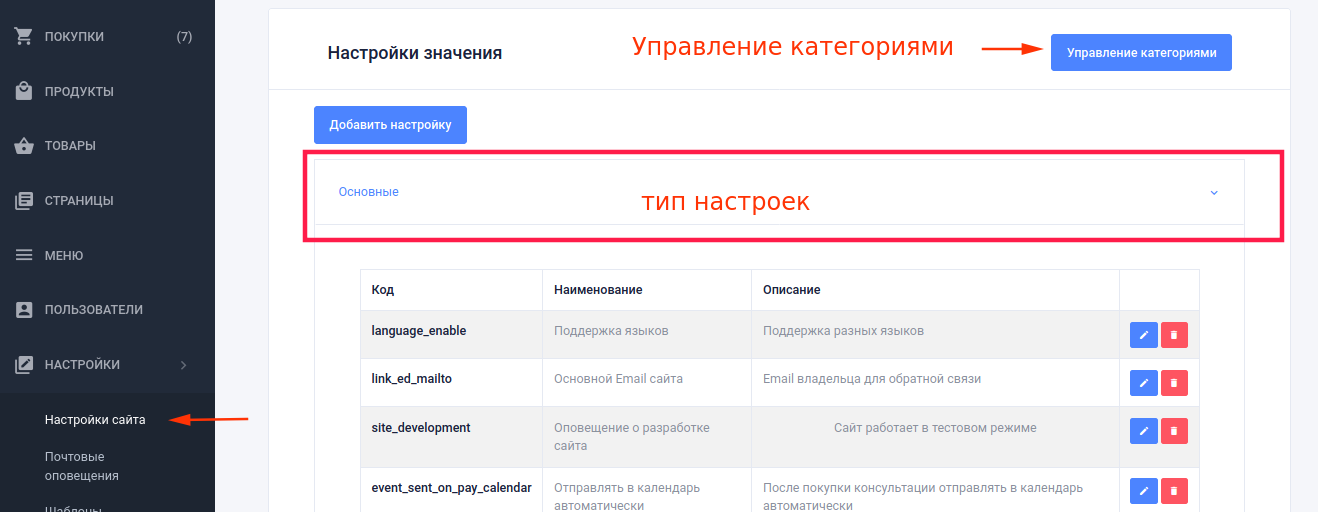 ПОКУПКИ (7)
ПРОДУКТЫ
ТОВАРЫ
СТРАНИЦЫ
МЕНЮ
ПОЛЬЗОВАТЕЛИ
НАСТРОЙКИ
Настройки сайта
Почтовые
оповещения
Шаблоны
Настройки значения
Управление категориями
Управление категориями
Добавить настройку
Основные
тип настроек
Код Наименование Описание
language_enable Поддержка языков Поддержка разных языков
link_ed_mailto Основной Email сайта Email владельца для обратной связи
site_development Оповещение о разработке Сайт работает в тестовом режиме
сайта
event_sent_on_pay_calendar Отправлять в календарь После покупки консультации отправлять в календарь
автоматически автоматически